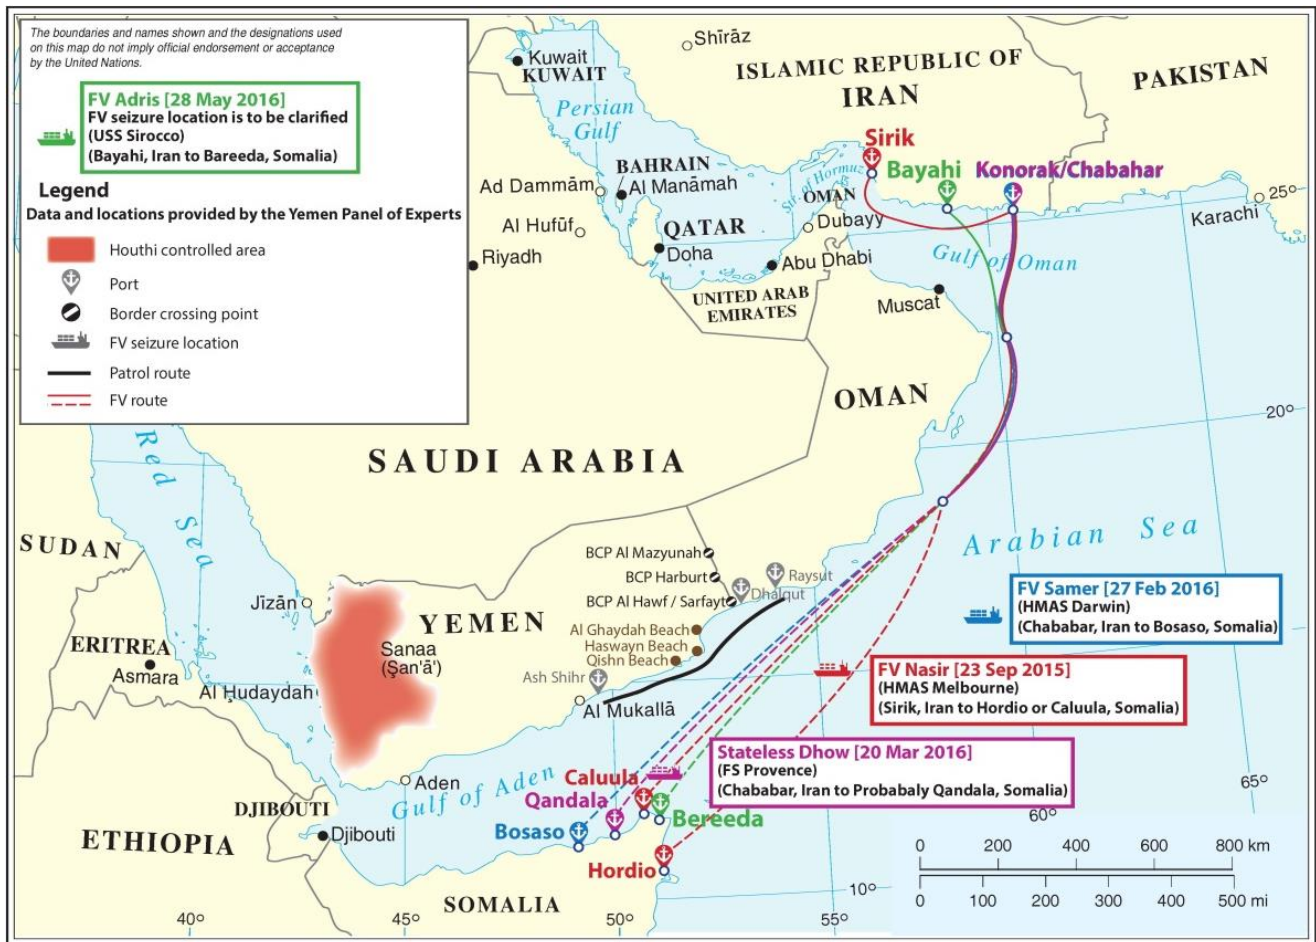 The boundaries and names shown and the designations used
on this map do not imply official endorsement or acceptance
by the United Nations.
FV Adris [28 May 2016]
FV seizure location is to be clarified
(USS Sirocco)
(Bayahi, Iran to Bareeda, Somalia)
Legend
Data and locations provided by the Yemen Panel of Experts
Houthi controlled area
Port
Border crossing point
FV seizure location
Patrol route
FV route
Shīrāz
Kuwait
KUWAIT
ISLAMIC REPUBLIC OF
IRAN
PAKISTAN
Persian
Gulf
Sirik
Bayahi
Konorak/Chabahar
BAHRAIN
Al Manāmah
Ad Dammām
Str. of Hormuz
OMAN
Dubayy
25°
Karachi
Al Hufūf
QATAR
Doha
Riyadh
Abu Dhabi
Gulf of Oman
UNITED ARAB
EMIRATES
Muscat
OMAN
20°
SAUDI ARABIA
Red Sea
Arabian Sea
SUDAN
BCP Al Mazyunah
BCP Harburt
BCP Al Hawf / Sarfayt
Raysut
Dhalqut
Jīzān
YEMEN
Sanaa
(Şan'ā')
Al Ghaydah Beach
Haswayn Beach
Qishn Beach
Ash Shihr
Al Mukallā
ERITREA
Asmara
Al Ḩudaydah
FV Samer [27 Feb 2016]
(HMAS Darwin)
(Chababar, Iran to Bosaso, Somalia)
FV Nasir [23 Sep 2015]
(HMAS Melbourne)
(Sirik, Iran to Hordio or Caluula, Somalia)
Stateless Dhow [20 Mar 2016]
(FS Provence)
(Chababar, Iran to Probabaly Qandala, Somalia)
Aden
Gulf of Aden
Caluula
Qandala
Bosaso
Bereeda
Hordio
DJIBOUTI
Djibouti
ETHIOPIA
SOMALIA
65°
60°
10°
40°
45°
50°
55°
0 200 400 600 800 km
0 100 200 300 400 500 mi